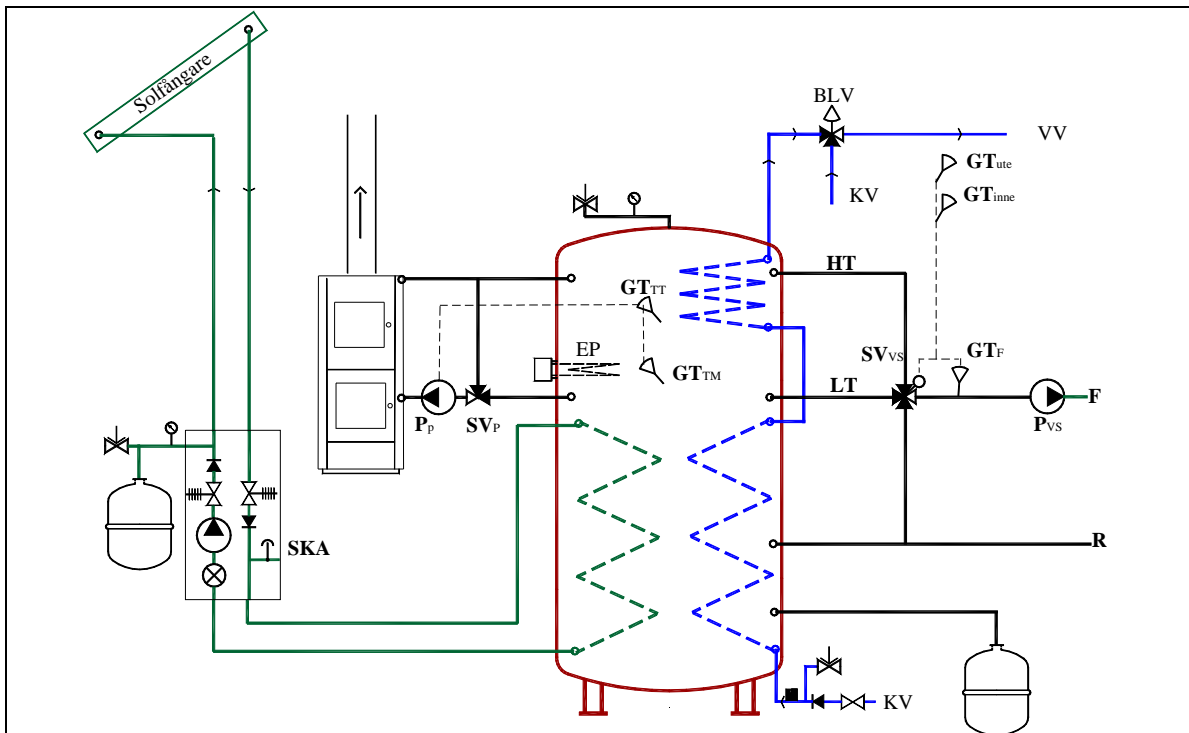 Solfångare
BLV
VV
GTute
KV
GTinne
HT
GTTT
EP
SVVS
GTF
GTTM
LT
Pp
SVP
PVS
F
SKA
R
KV